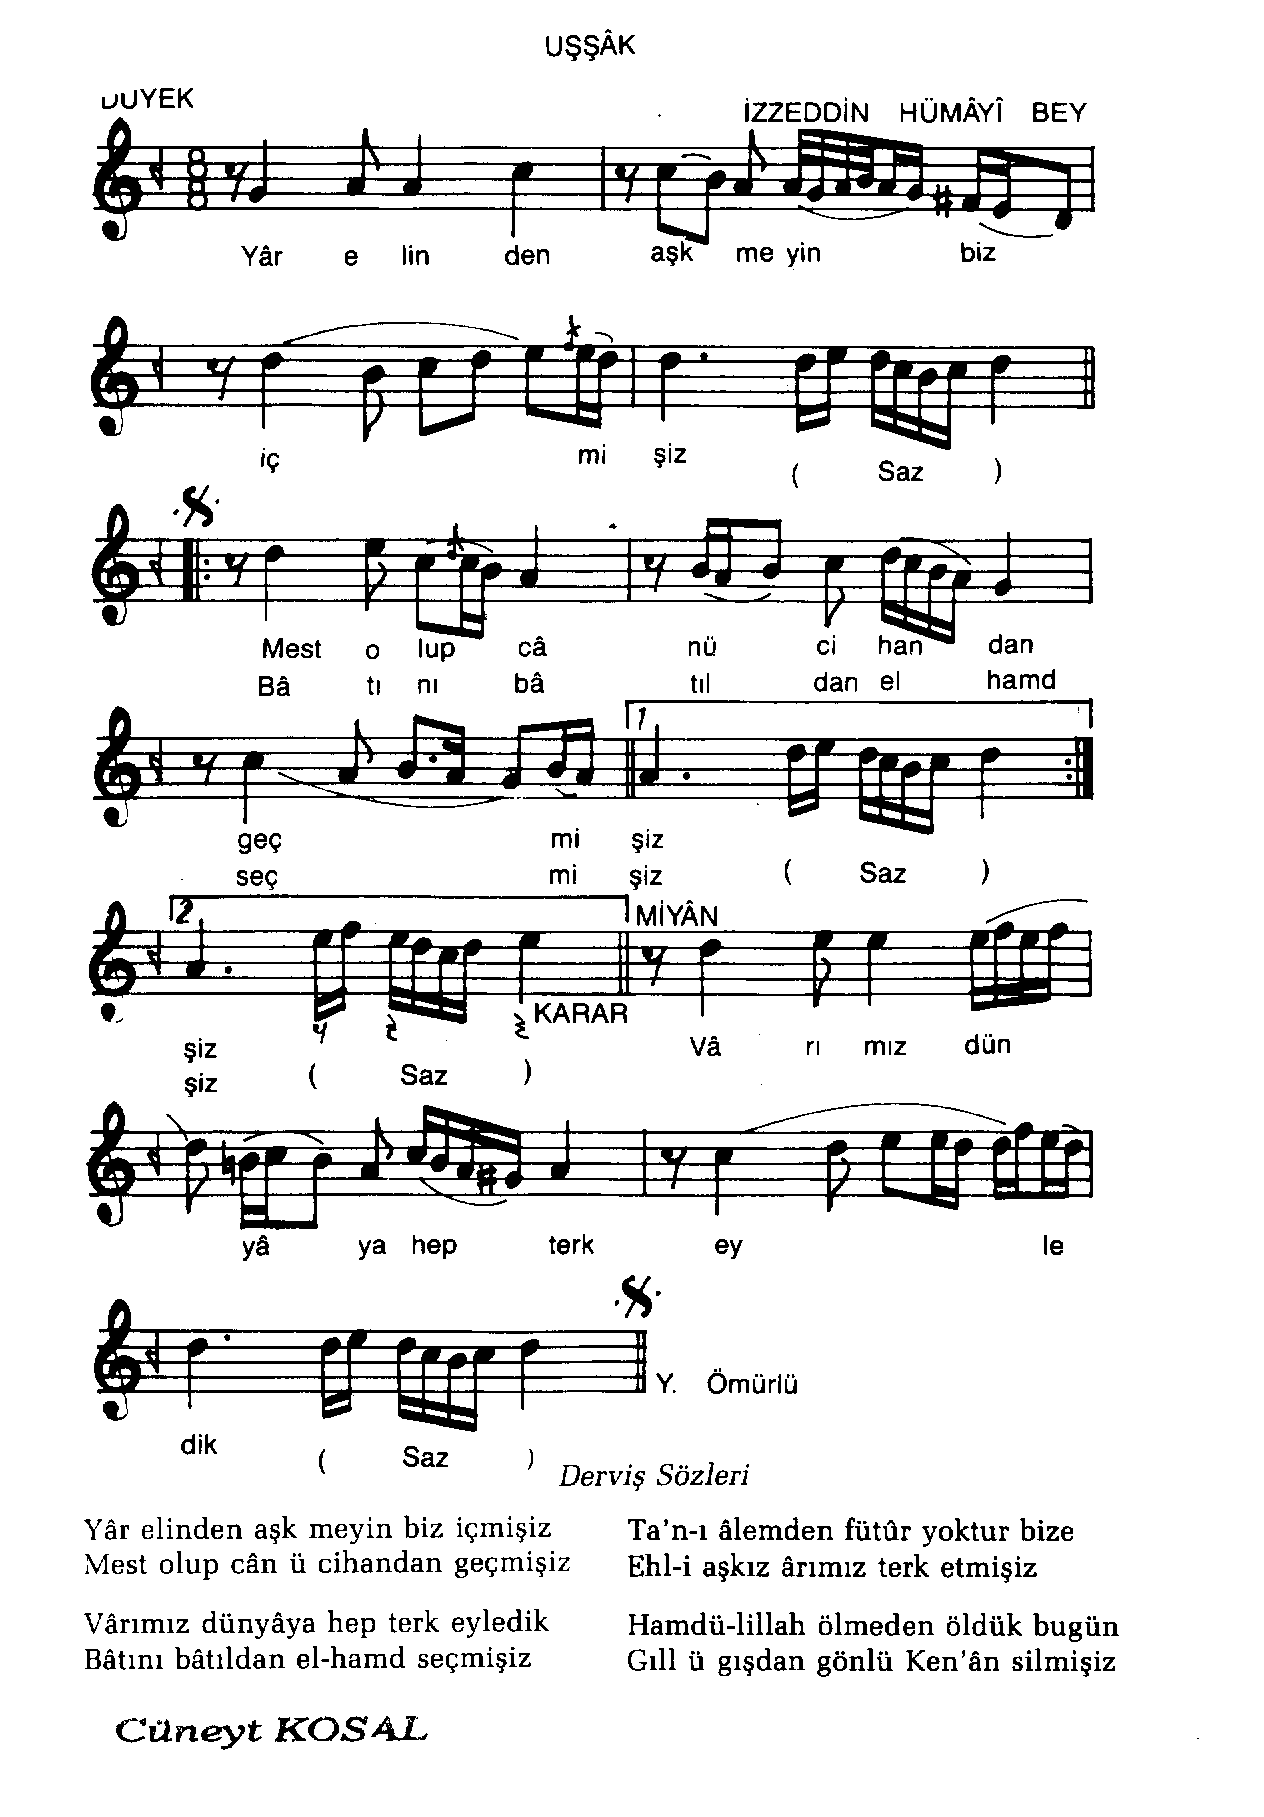 UŞŞÂK
DÜYEK
İZZEDDİN HÜMÂYÎ BEY
8
8
Yâr e lin den aşk me yin biz
iç mi şiz ( Saz )
Mest o lup câ nü ci han dan
Bâ tı nı bâ tıl dan el hamd
1
geç mi şiz
seç mi şiz ( Saz )
2 MİYÂN
KARAR
şiz Vâ rı mız dün
şiz ( Saz )
yâ ya hep terk ey le
Y. Ömürlü
dik ( Saz )
Derviş Sözleri
Yâr elinden aşk meyin biz içmişiz
Mest olup cân ü cihandan geçmişiz
Vârımız dünyâya hep terk eyledik
Bâtını bâtıldan el-hamd seçmişiz
Ta'n-ı âlemden fütûr yoktur bize
Ehl-i aşkız ârımız terk etmişiz
Hamdü-lillah ölmeden öldük bugün
Gıll ü gışdan gönlü Ken'ân silmişiz
Cüneyt KOSAL